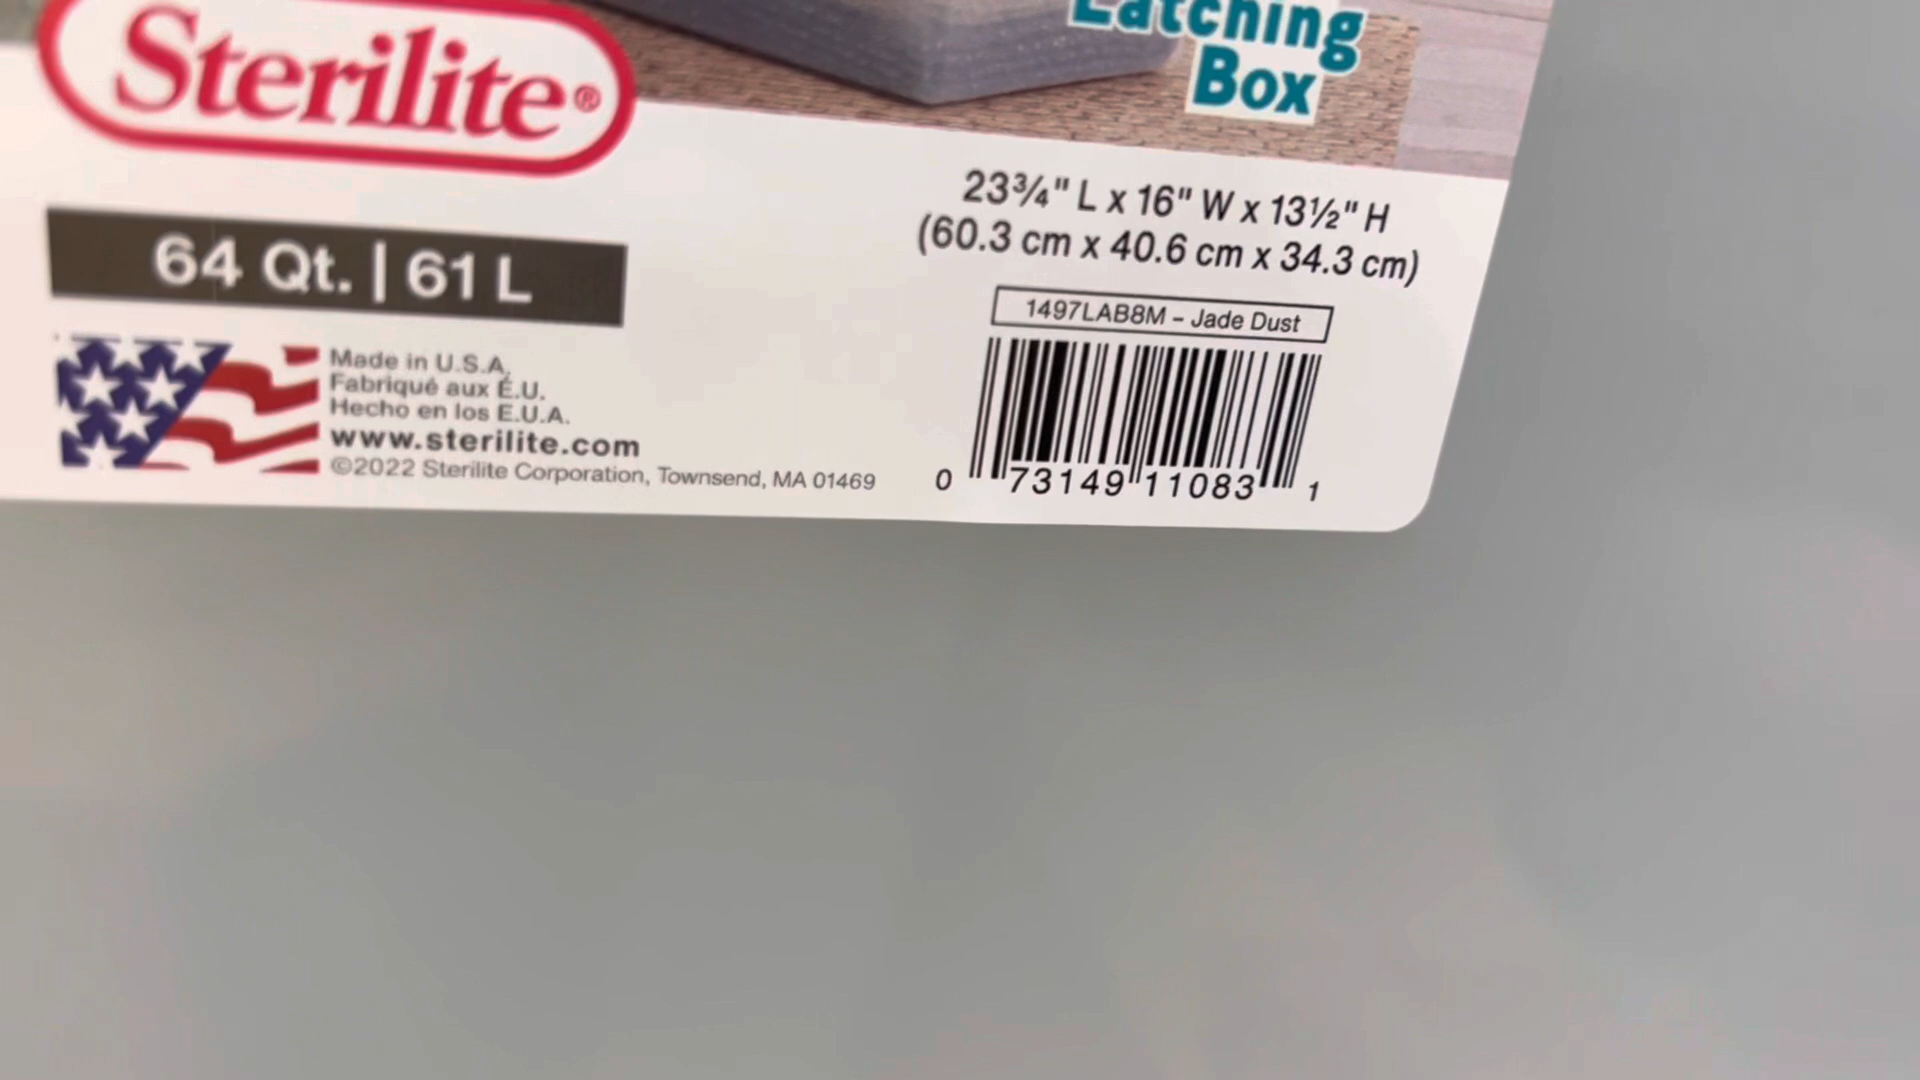 Latching
Box
Sterilite®
23¾" L x 16" W x 13½" H
(60.3 cm x 40.6 cm x 34.3 cm)
64 Qt. | 61 L
1497LAB8M – Jade Dust
Made in U.S.A.
Fabriqué aux É.U.
Hecho en los E.U.A.
www.sterilite.com
©2022 Sterilite Corporation, Townsend, MA 01469
0 73149 11083 1